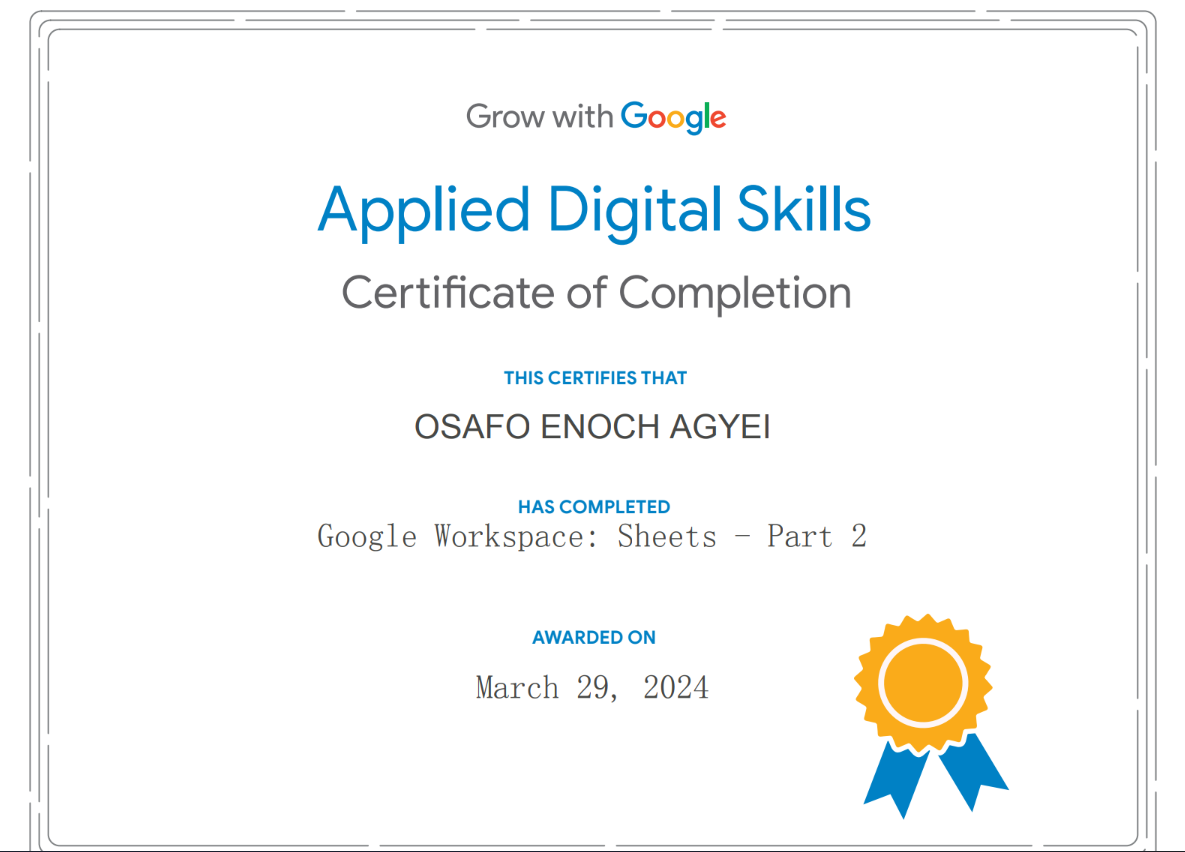 Grow with Google
Applied Digital Skills
Certificate of Completion
THIS CERTIFIES THAT
OSAFO ENOCH AGYEI
HAS COMPLETED
Google Workspace: Sheets - Part 2
AWARDED ON
March 29, 2024